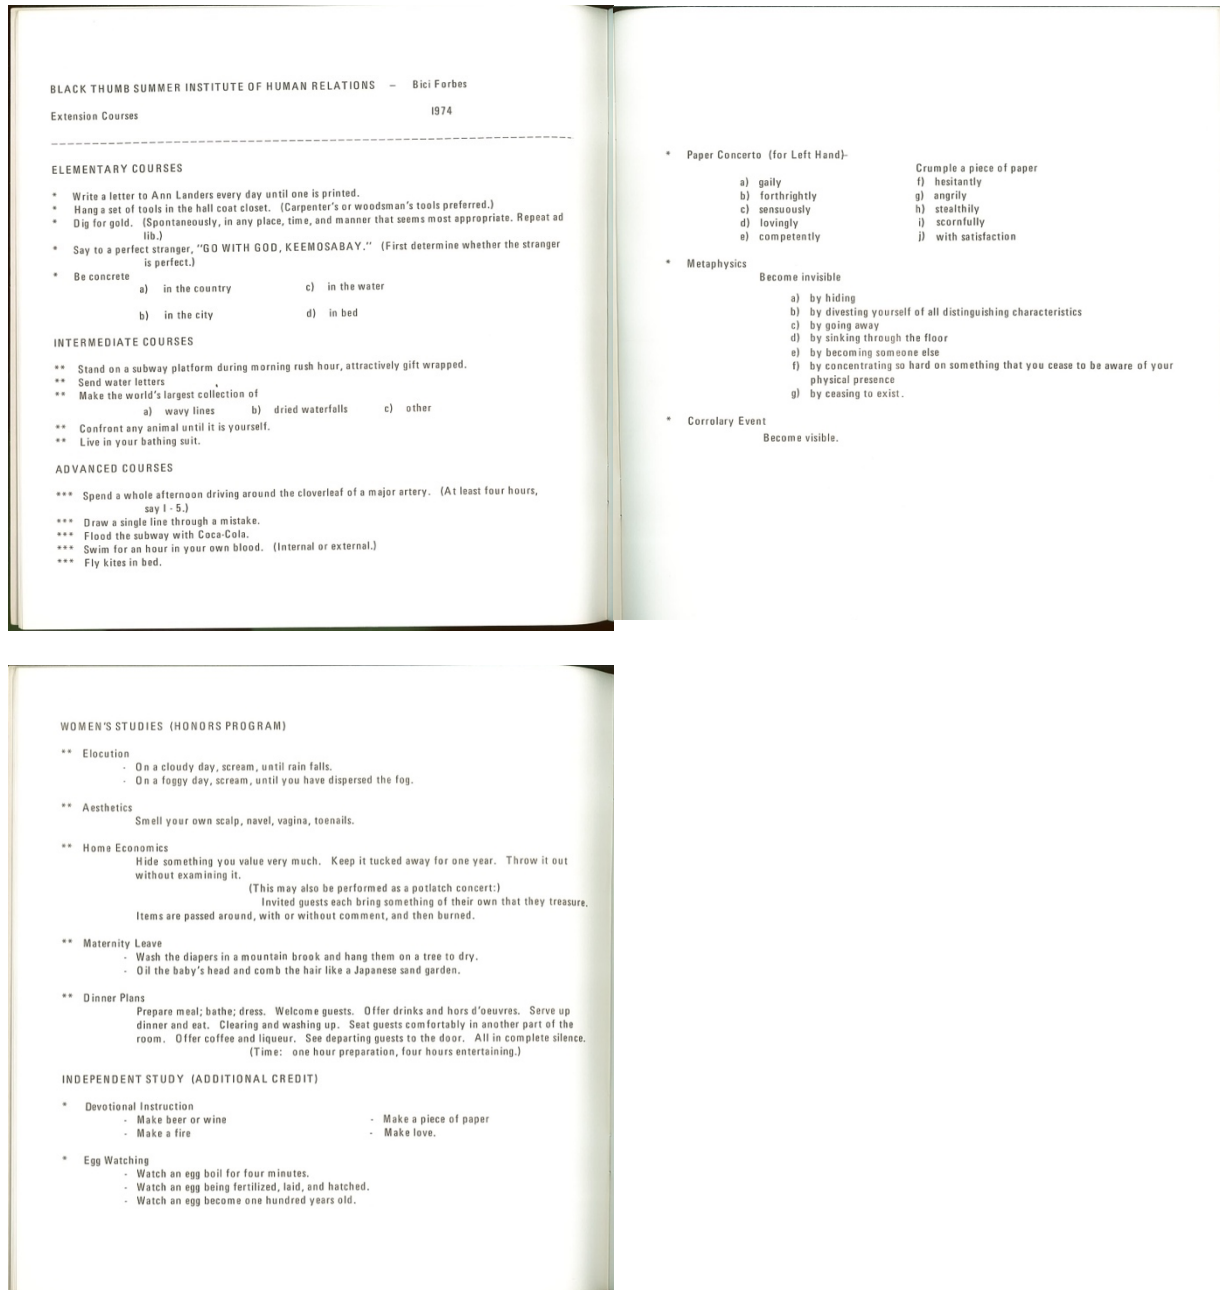 BLACK THUMB SUMMER INSTITUTE OF HUMAN RELATIONS – Bici Forbes
Extension Courses 1974
ELEMENTARY COURSES
* Write a letter to Ann Landers every day until one is printed.
* Hang a set of tools in the hall coat closet. (Carpenter's or woodsman's tools preferred.)
* Dig for gold. (Spontaneously, in any place, time, and manner that seems most appropriate. Repeat ad
lib.)
* Say to a perfect stranger, "GO WITH GOD, KEEMOSABAY." (First determine whether the stranger
is perfect.)
* Be concrete
a) in the country c) in the water
b) in the city d) in bed
INTERMEDIATE COURSES
** Stand on a subway platform during morning rush hour, attractively gift wrapped.
** Send water letters
** Make the world's largest collection of
a) wavy lines b) dried waterfalls c) other
** Confront any animal until it is yourself.
** Live in your bathing suit.
ADVANCED COURSES
*** Spend a whole afternoon driving around the cloverleaf of a major artery. (At least four hours,
say I - 5.)
*** Draw a single line through a mistake.
*** Flood the subway with Coca-Cola.
*** Swim for an hour in your own blood. (Internal or external.)
*** Fly kites in bed.
* Paper Concerto (for Left Hand)-
Crumple a piece of paper
a) gaily f) hesitantly
b) forthrightly g) angrily
c) sensuously h) stealthily
d) lovingly i) scornfully
e) competently j) with satisfaction
* Metaphysics
Become invisible
a) by hiding
b) by divesting yourself of all distinguishing characteristics
c) by going away
d) by sinking through the floor
e) by becoming someone else
f) by concentrating so hard on something that you cease to be aware of your
physical presence
g) by ceasing to exist.
* Corrolary Event
Become visible.
WOMEN'S STUDIES (HONORS PROGRAM)
** Elocution
- On a cloudy day, scream, until rain falls.
- On a foggy day, scream, until you have dispersed the fog.
** Aesthetics
Smell your own scalp, navel, vagina, toenails.
** Home Economics
Hide something you value very much. Keep it tucked away for one year. Throw it out
without examining it.
(This may also be performed as a potlatch concert:)
Invited guests each bring something of their own that they treasure.
Items are passed around, with or without comment, and then burned.
** Maternity Leave
- Wash the diapers in a mountain brook and hang them on a tree to dry.
- Oil the baby's head and comb the hair like a Japanese sand garden.
** Dinner Plans
Prepare meal; bathe; dress. Welcome guests. Offer drinks and hors d'oeuvres. Serve up
dinner and eat. Clearing and washing up. Seat guests comfortably in another part of the
room. Offer coffee and liqueur. See departing guests to the door. All in complete silence.
(Time: one hour preparation, four hours entertaining.)
INDEPENDENT STUDY (ADDITIONAL CREDIT)
* Devotional Instruction
- Make beer or wine - Make a piece of paper
- Make a fire - Make love.
* Egg Watching
- Watch an egg boil for four minutes.
- Watch an egg being fertilized, laid, and hatched.
- Watch an egg become one hundred years old.